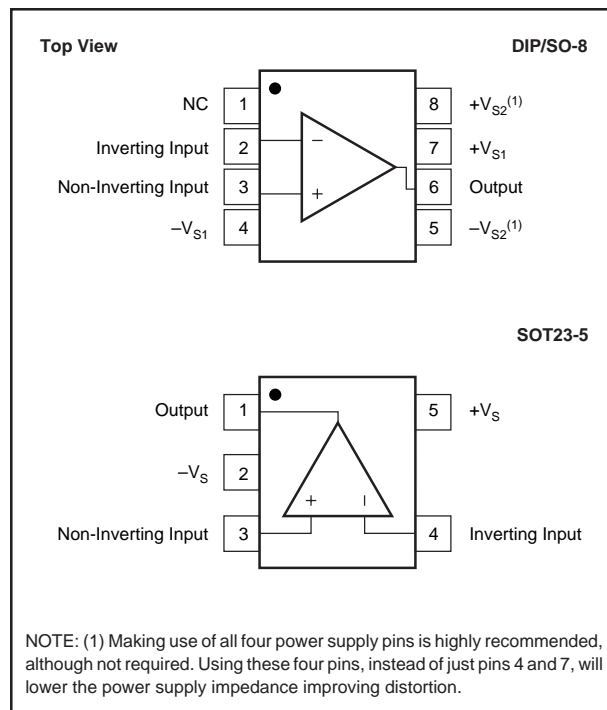 Top View DIP/SO-8
NC 1 8 +VS2(1)
Inverting Input 2 − 7 +VS1
Non-Inverting Input 3 + 6 Output
–VS1 4 5 –VS2(1)
SOT23-5
Output 1 5 +VS
–VS 2
+ −
Non-Inverting Input 3 4 Inverting Input
NOTE: (1) Making use of all four power supply pins is highly recommended,
although not required. Using these four pins, instead of just pins 4 and 7, will
lower the power supply impedance improving distortion.